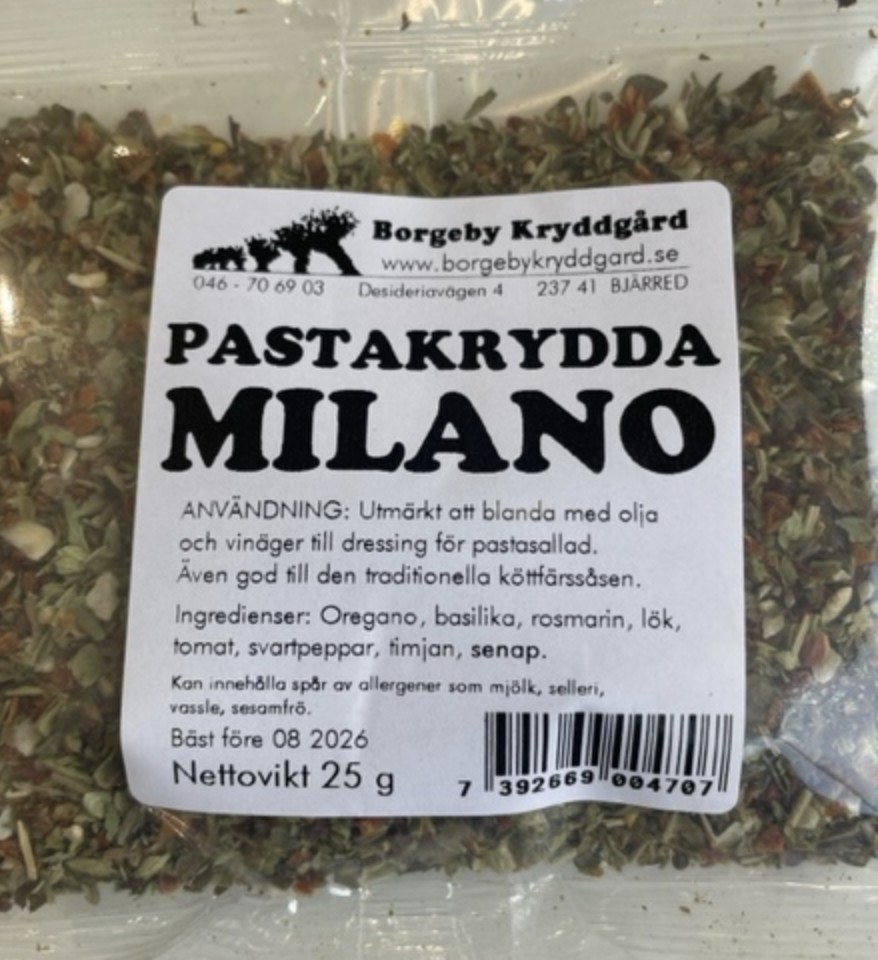 Borgeby Kryddgård
www.borgebykryddgard.se
046 - 70 69 03 Desideriavägen 4 237 41 BJÄRRED
PASTAKRYDDA
MILANO
ANVÄNDNING: Utmärkt att blanda med olja
och vinäger till dressing för pastasallad.
Även god till den traditionella köttfärssåsen.
Ingredienser: Oregano, basilika, rosmarin, lök,
tomat, svartpeppar, timjan, senap.
Kan innehålla spår av allergener som mjölk, selleri,
vassle, sesamfrö.
Bäst före 08 2026
Nettovikt 25 g
7 392669 004707